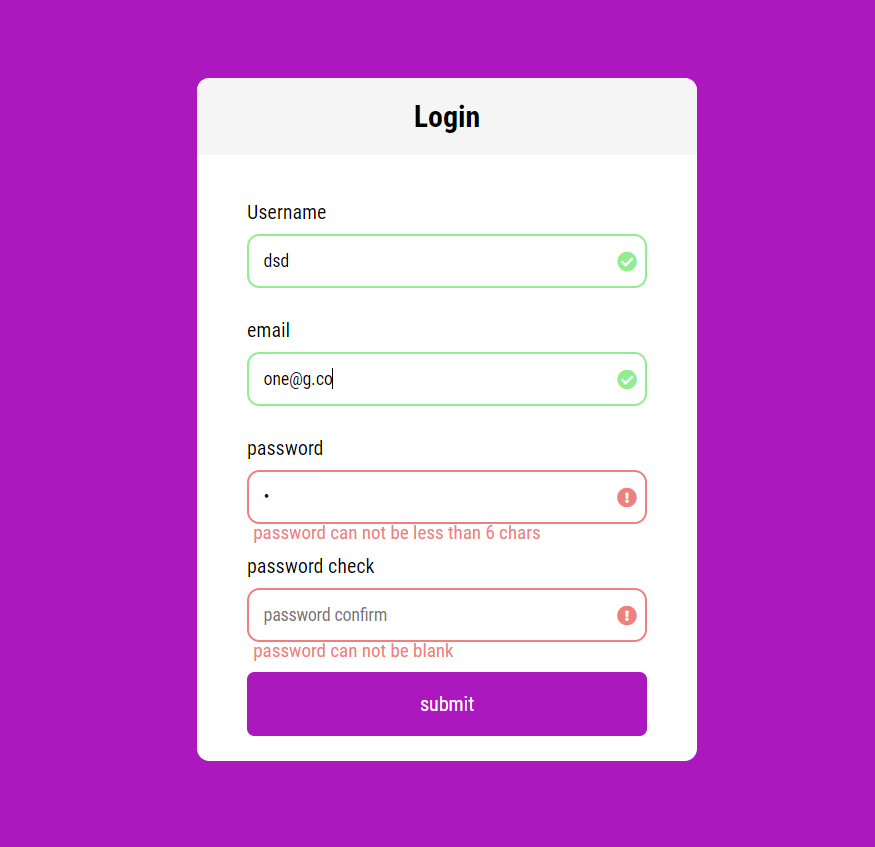 Login
Username
dsd
email
one@g.co
password
•
password can not be less than 6 chars
password check
password confirm
password can not be blank
submit